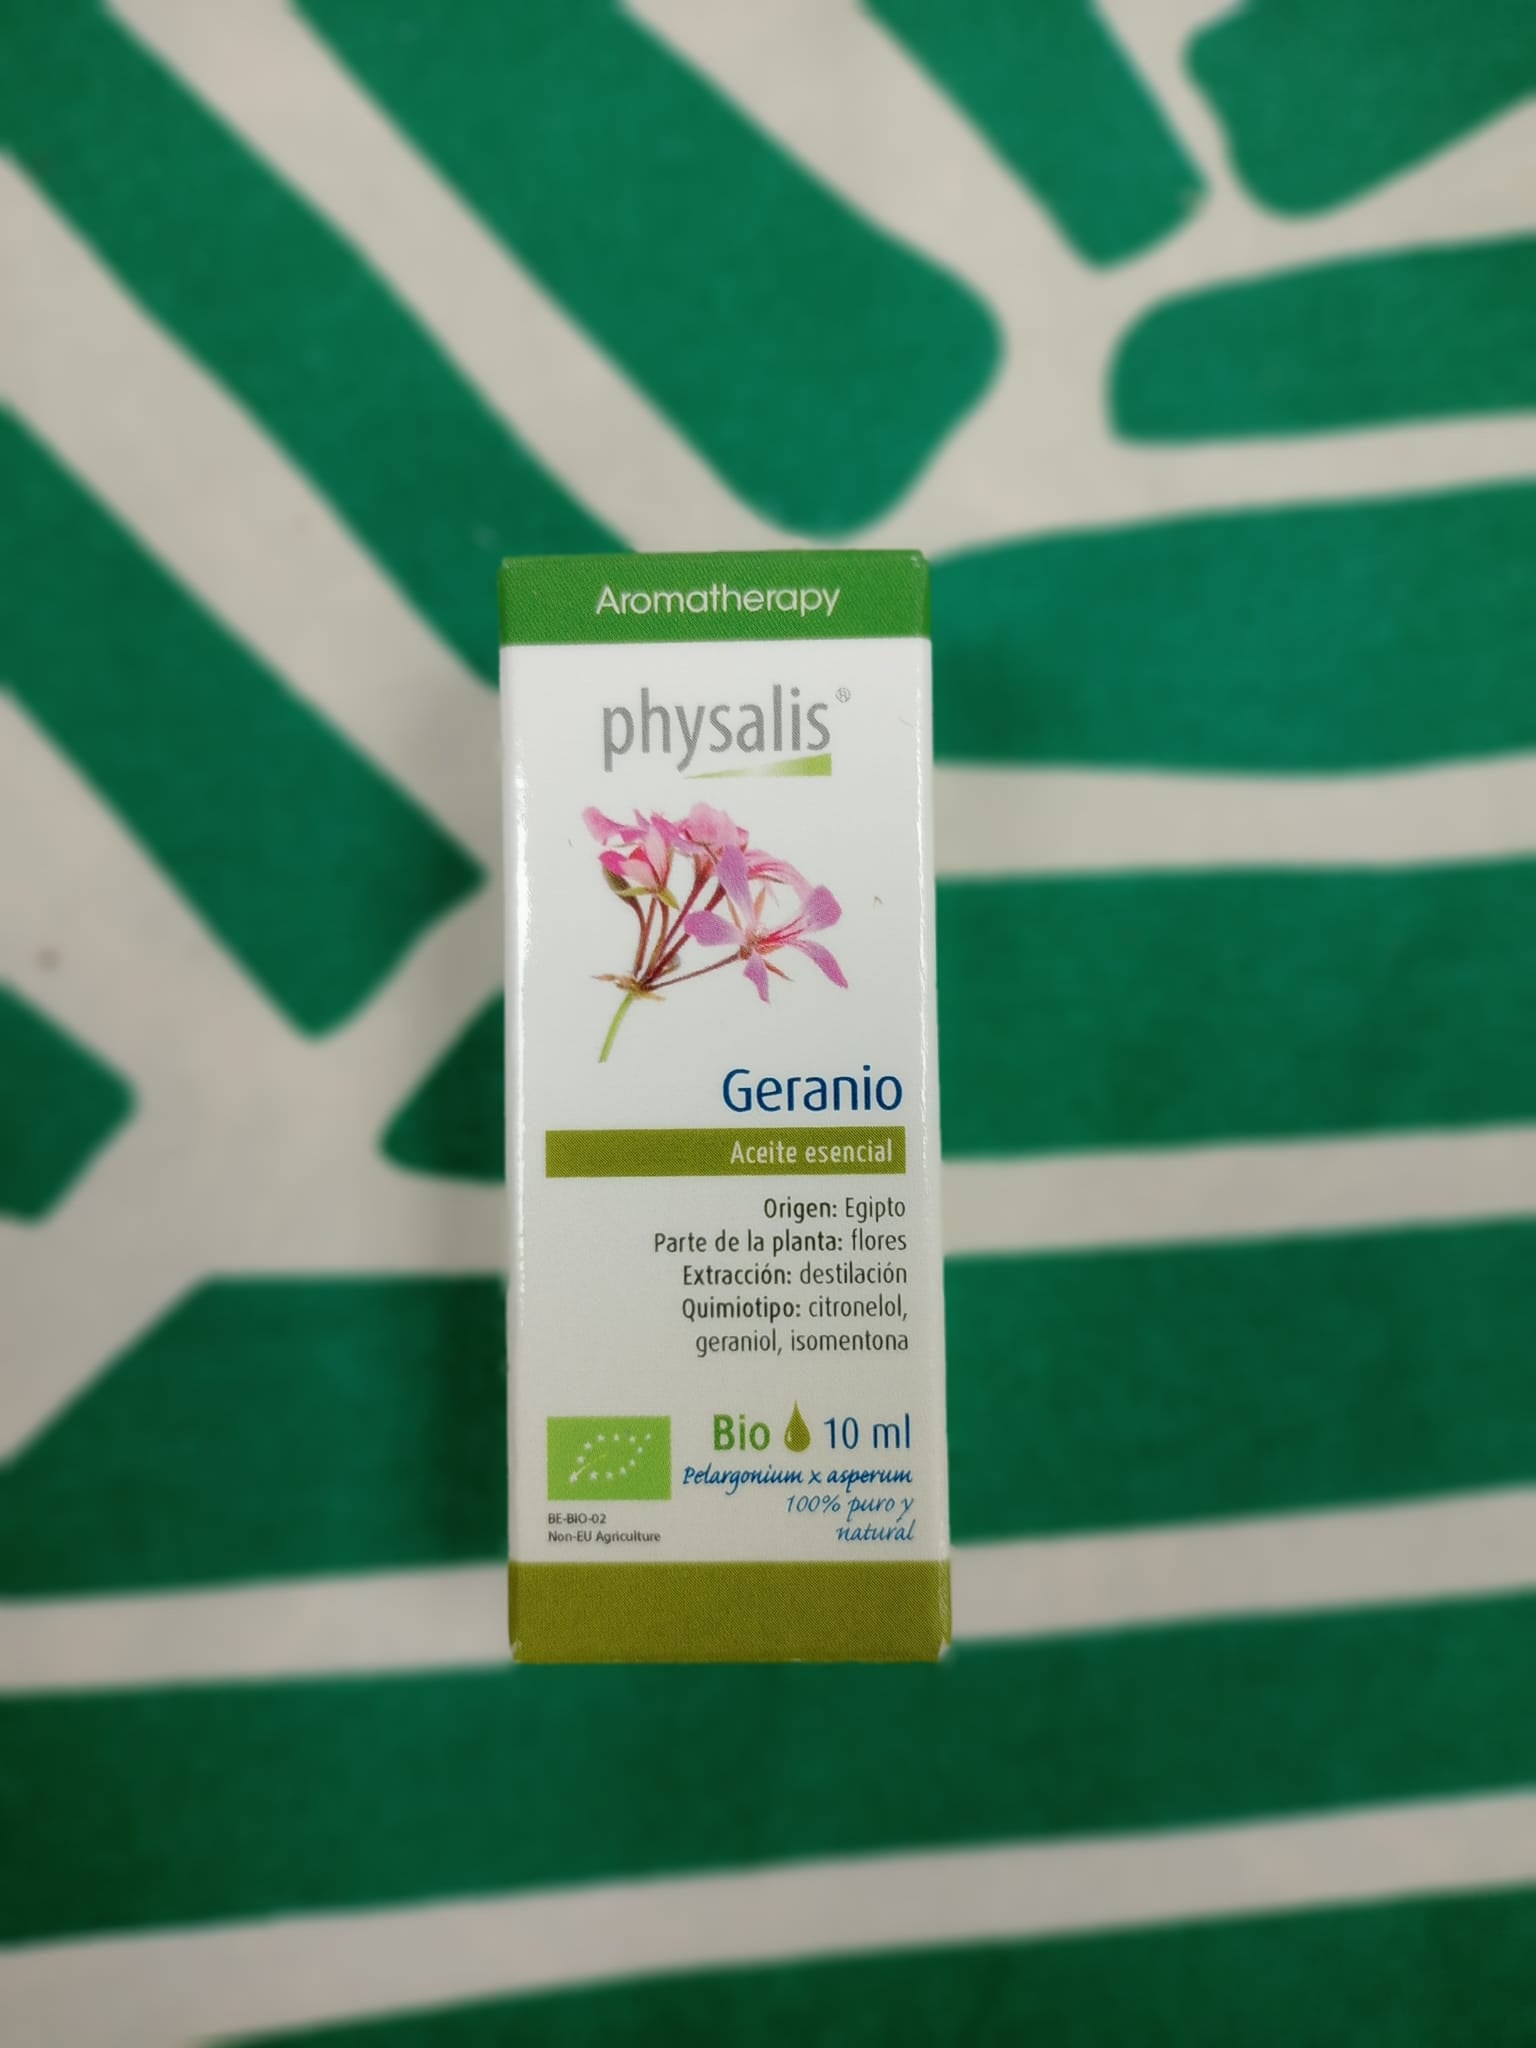 Aromatherapy
physalis®
Geranio
Aceite esencial
Origen: Egipto
Parte de la planta: flores
Extracción: destilación
Quimiotipo: citronelol,
geraniol, isomentona
Bio 10 ml
Pelargonium x asperum
100% puro y
natural
BE-BIO-02
Non-EU Agriculture